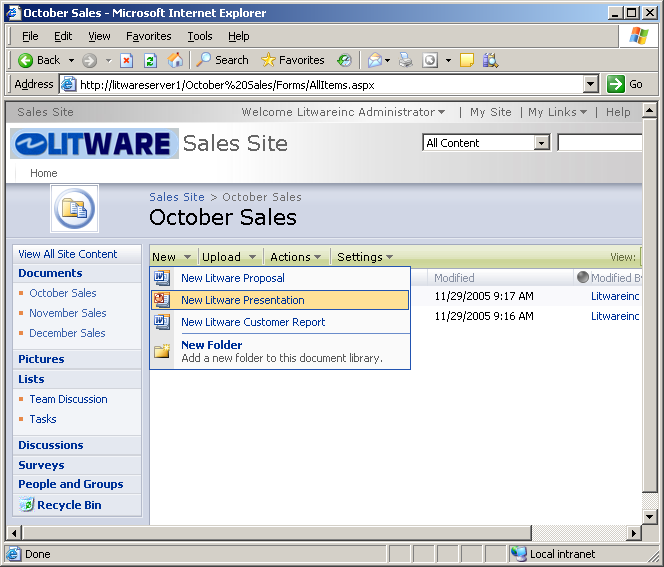 October Sales - Microsoft Internet Explorer
File Edit View Favorites Tools Help
Back Search Favorites
Address http://litwareserver1/October%20Sales/Forms/AllItems.aspx Go
Sales Site Welcome Litwareinc Administrator | My Site | My Links | Help
LITWARE Sales Site All Content
Home
Sales Site > October Sales
October Sales
View All Site Content
Documents
October Sales
November Sales
December Sales
Pictures
Lists
Team Discussion
Tasks
Discussions
Surveys
People and Groups
Recycle Bin
New Upload Actions Settings View:
New Litware Proposal
New Litware Presentation
New Litware Customer Report
New Folder
Add a new folder to this document library.
Modified Modified B
11/29/2005 9:17 AM Litwareinc
11/29/2005 9:16 AM Litwareinc
Done Local intranet